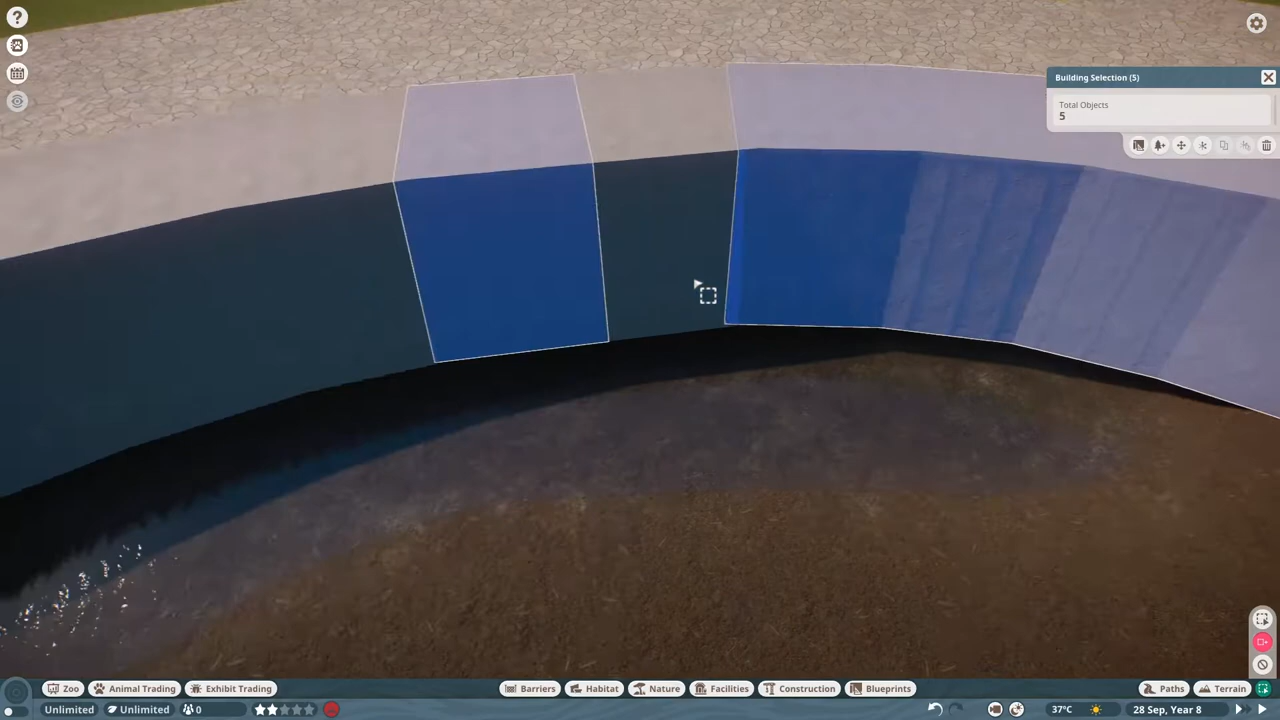 ?
Building Selection (5)
Total Objects
5
Zoo
Animal Trading
Exhibit Trading
Barriers
Habitat
Nature
Facilities
Construction
Blueprints
Paths
Terrain
Unlimited
Unlimited
0
37°C
28 Sep, Year 8